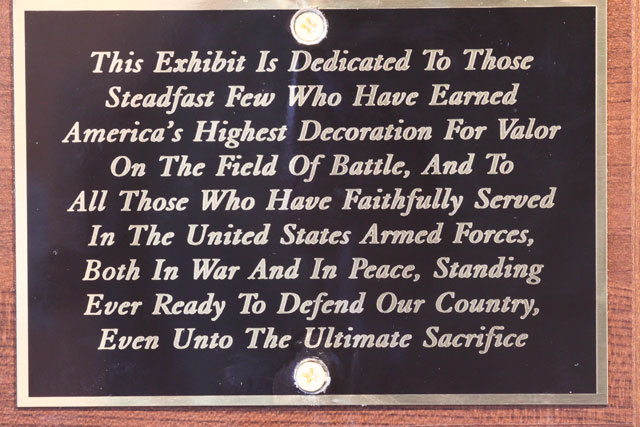 This Exhibit Is Dedicated To Those
Steadfast Few Who Have Earned
America's Highest Decoration For Valor
On The Field Of Battle, And To
All Those Who Have Faithfully Served
In The United States Armed Forces,
Both In War And In Peace, Standing
Ever Ready To Defend Our Country,
Even Unto The Ultimate Sacrifice